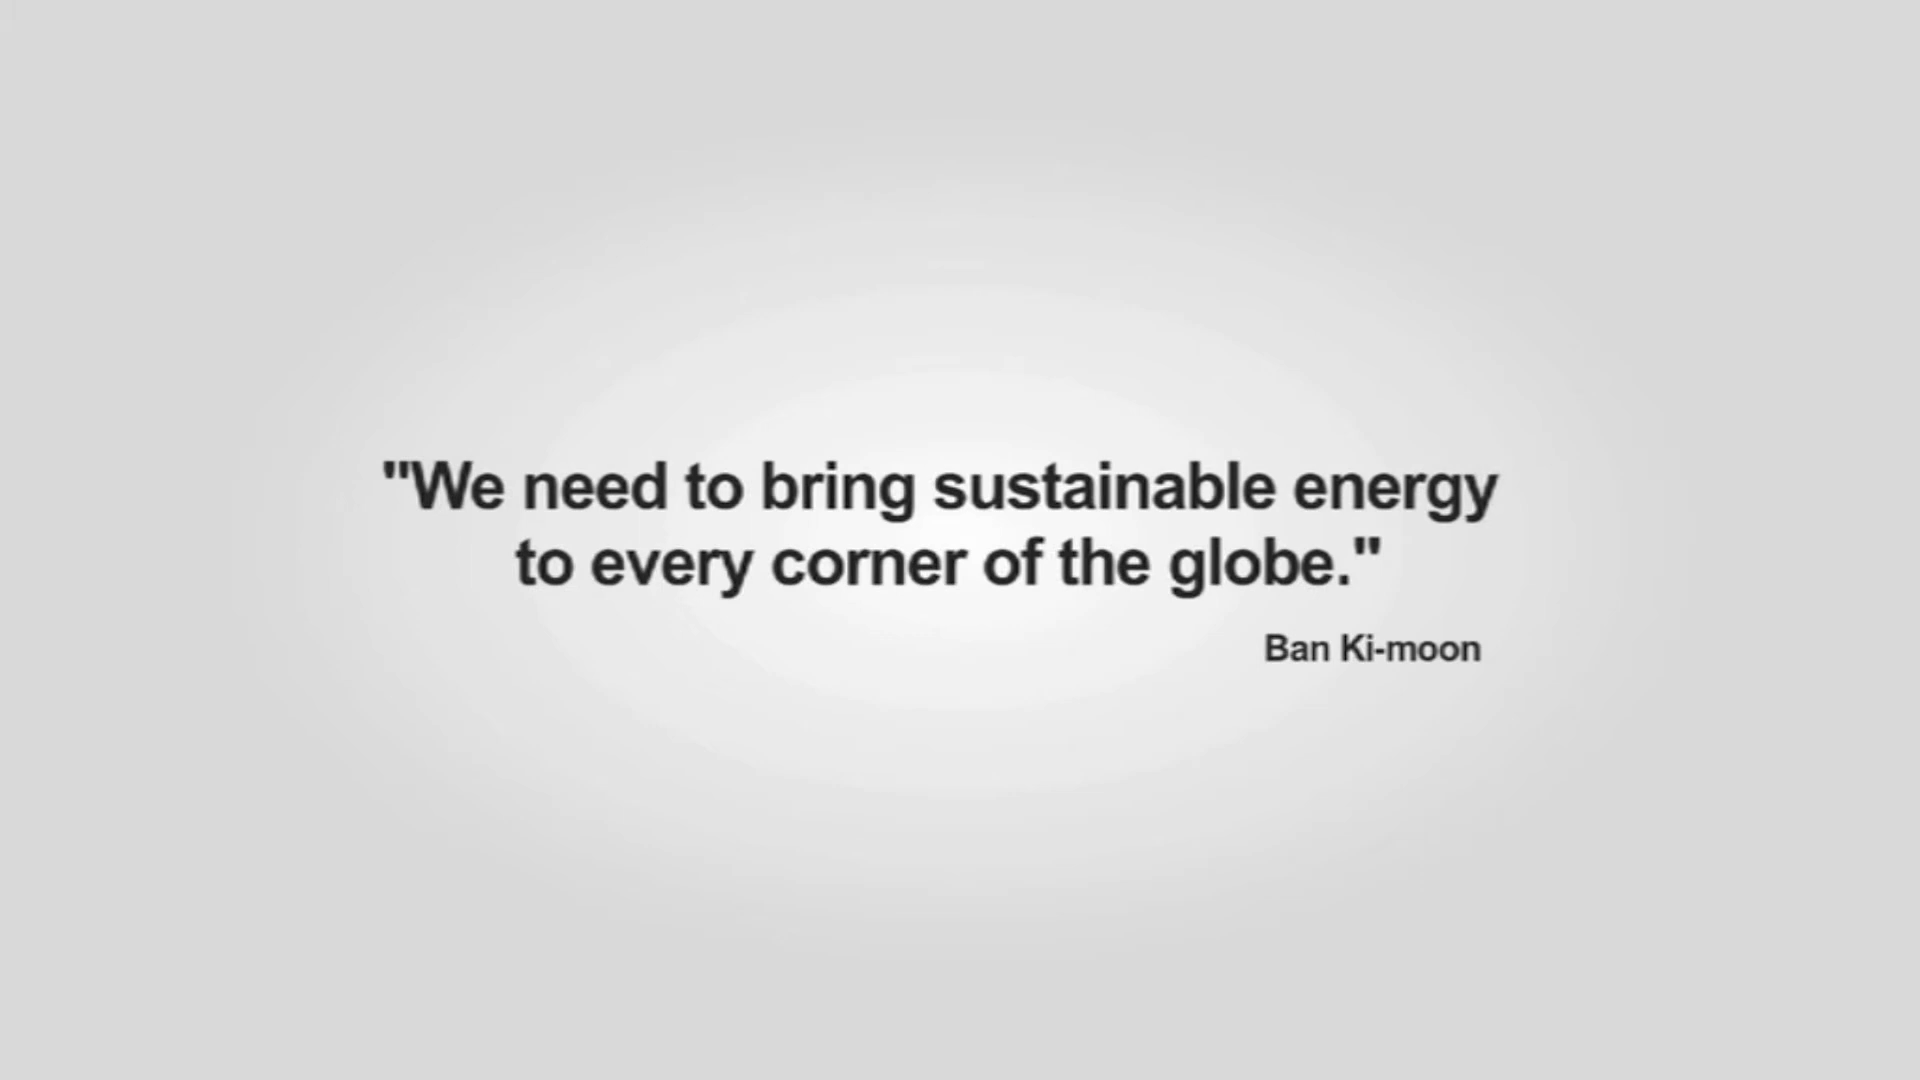 "We need to bring sustainable energy
to every corner of the globe."
Ban Ki-moon